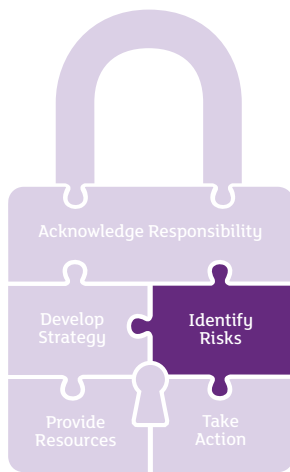 Acknowledge Responsibility
Develop
Strategy
Identify
Risks
Provide
Resources
Take
Action